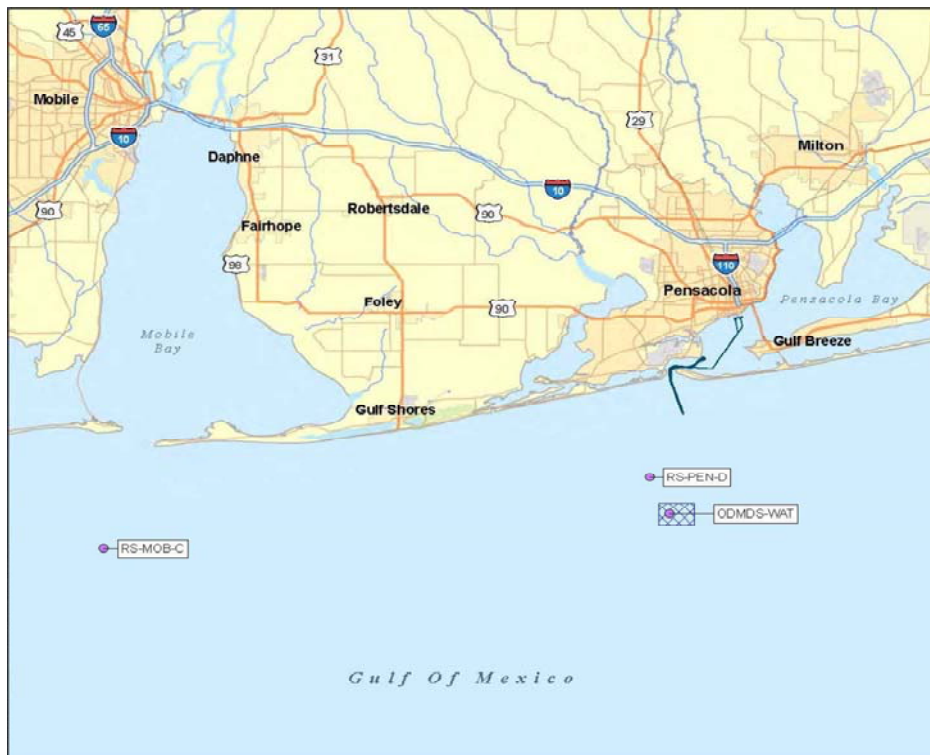 65
45
31
Mobile
29
10
Milton
Daphne
10
90
Robertsdale
90
Fairhope
98
110
Pensacola
Foley
90
Pensacola Bay
Mobile
Bay
Gulf Breeze
Gulf Shores
RS-PEN-D
ODMDS-WAT
RS-MOB-C
Gulf Of Mexico